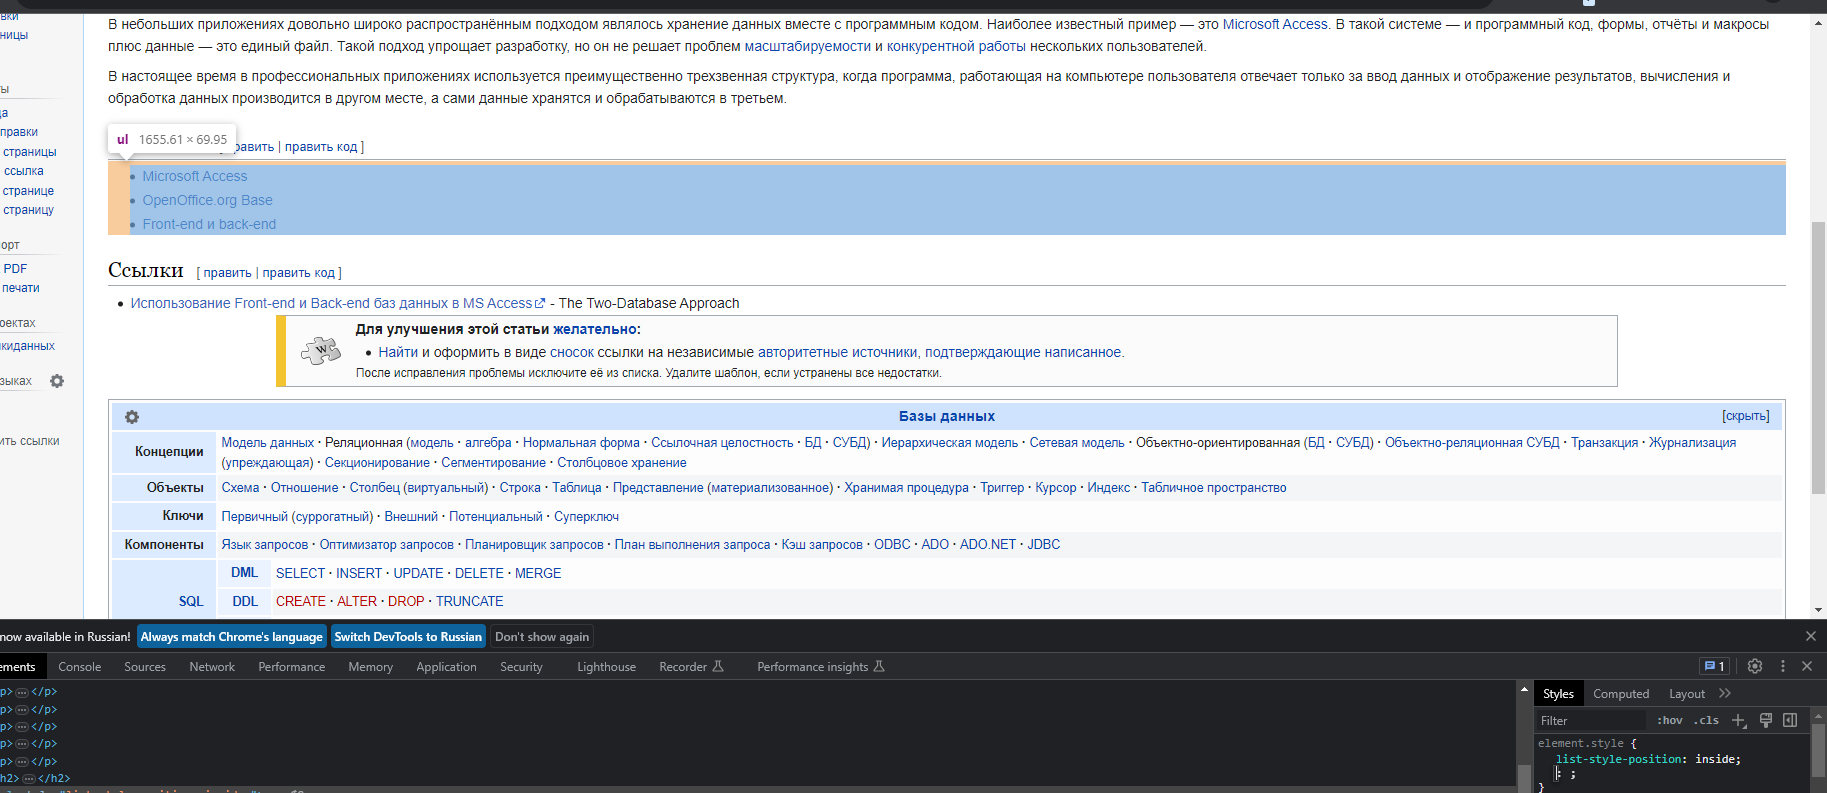 вки
ницы
ты
ца
правки
страницы
ссылка
странице
страницу
орт
PDF
печати
оектах
икиданных
зыках
ить ссылки
В небольших приложениях довольно широко распространённым подходом являлось хранение данных вместе с программным кодом. Наиболее известный пример — это Microsoft Access. В такой системе — и программный код, формы, отчёты и макросы
плюс данные — это единый файл. Такой подход упрощает разработку, но он не решает проблем масштабируемости и конкурентной работы нескольких пользователей.
В настоящее время в профессиональных приложениях используется преимущественно трехзвенная структура, когда программа, работающая на компьютере пользователя отвечает только за ввод данных и отображение результатов, вычисления и
обработка данных производится в другом месте, а сами данные хранятся и обрабатываются в третьем.
ul 1655.61 × 69.95
равить | править код ]
• Microsoft Access
• OpenOffice.org Base
• Front-end и back-end
Ссылки [ править | править код ]
• Использование Front-end и Back-end баз данных в MS Access - The Two-Database Approach
W
Для улучшения этой статьи желательно:
• Найти и оформить в виде сносок ссылки на независимые авторитетные источники, подтверждающие написанное.
После исправления проблемы исключите её из списка. Удалите шаблон, если устранены все недостатки.
Базы данных [скрыть]
Концепции
Модель данных · Реляционная (модель · алгебра · Нормальная форма · Ссылочная целостность · БД · СУБД) · Иерархическая модель · Сетевая модель · Объектно-ориентированная (БД · СУБД) · Объектно-реляционная СУБД · Транзакция · Журнализация
(упреждающая) · Секционирование · Сегментирование · Столбцовое хранение
Объекты Схема · Отношение · Столбец (виртуальный) · Строка · Таблица · Представление (материализованное) · Хранимая процедура · Триггер · Курсор · Индекс · Табличное пространство
Ключи Первичный (суррогатный) · Внешний · Потенциальный · Суперключ
Компоненты Язык запросов · Оптимизатор запросов · Планировщик запросов · План выполнения запроса · Кэш запросов · ODBC · ADO · ADO.NET · JDBC
DML SELECT · INSERT · UPDATE · DELETE · MERGE
SQL DDL CREATE · ALTER · DROP · TRUNCATE
now available in Russian! Always match Chrome's language Switch DevTools to Russian Don't show again
ements Console Sources Network Performance Memory Application Security Lighthouse Recorder Performance insights 1
p>…</p>
p>…</p>
p>…</p>
p>…</p>
p>…</p>
h2>…</h2>
Styles Computed Layout
Filter :hov .cls
element.style {
list-style-position: inside;
: ;
}